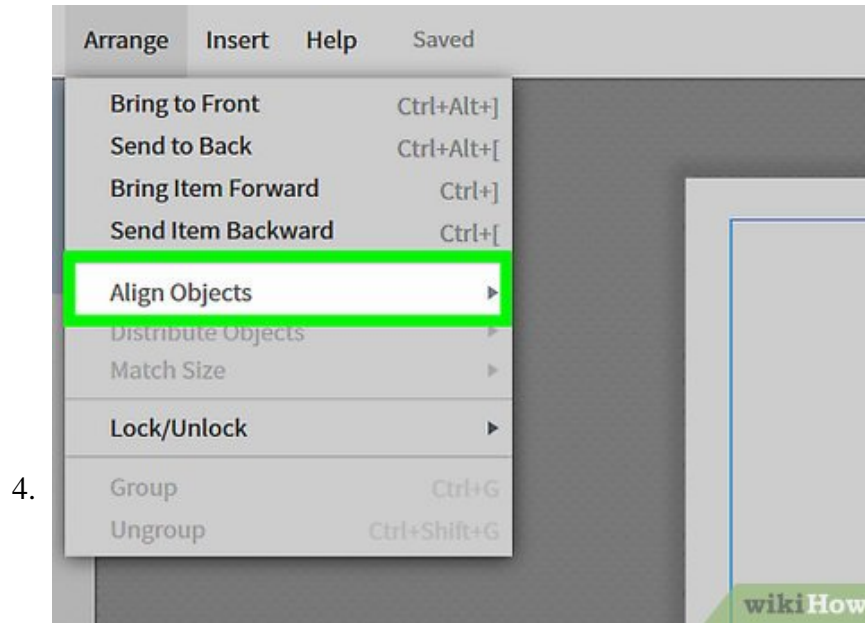 Arrange Insert Help Saved
Bring to Front Ctrl+Alt+]
Send to Back Ctrl+Alt+[
Bring Item Forward Ctrl+]
Send Item Backward Ctrl+[
Align Objects
Distribute Objects
Match Size
Lock/Unlock
4. Group Ctrl+G
Ungroup Ctrl+Shift+G
wikiHow